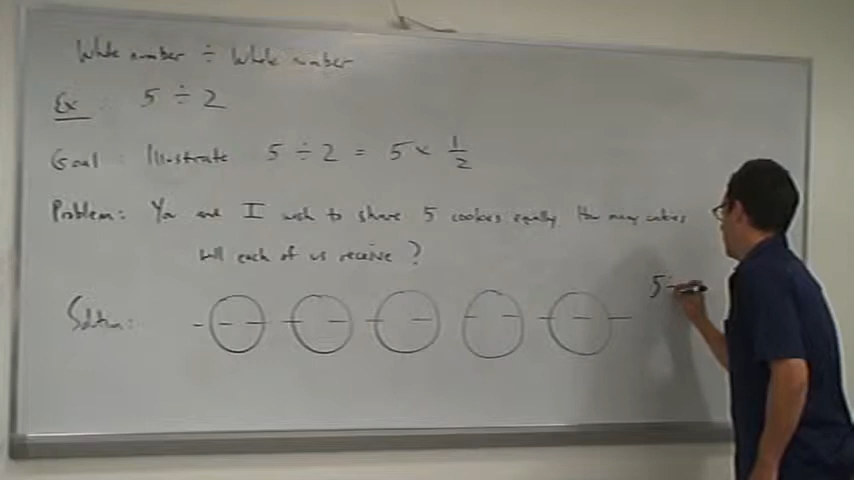 Whole number ÷ Whole number
Ex 5 ÷ 2
Goal Illustrate 5 ÷ 2 = 5 × 1/2
Problem: You and I wish to share 5 cookies equally. How many cookies
will each of us receive?
Solution: 5 ÷